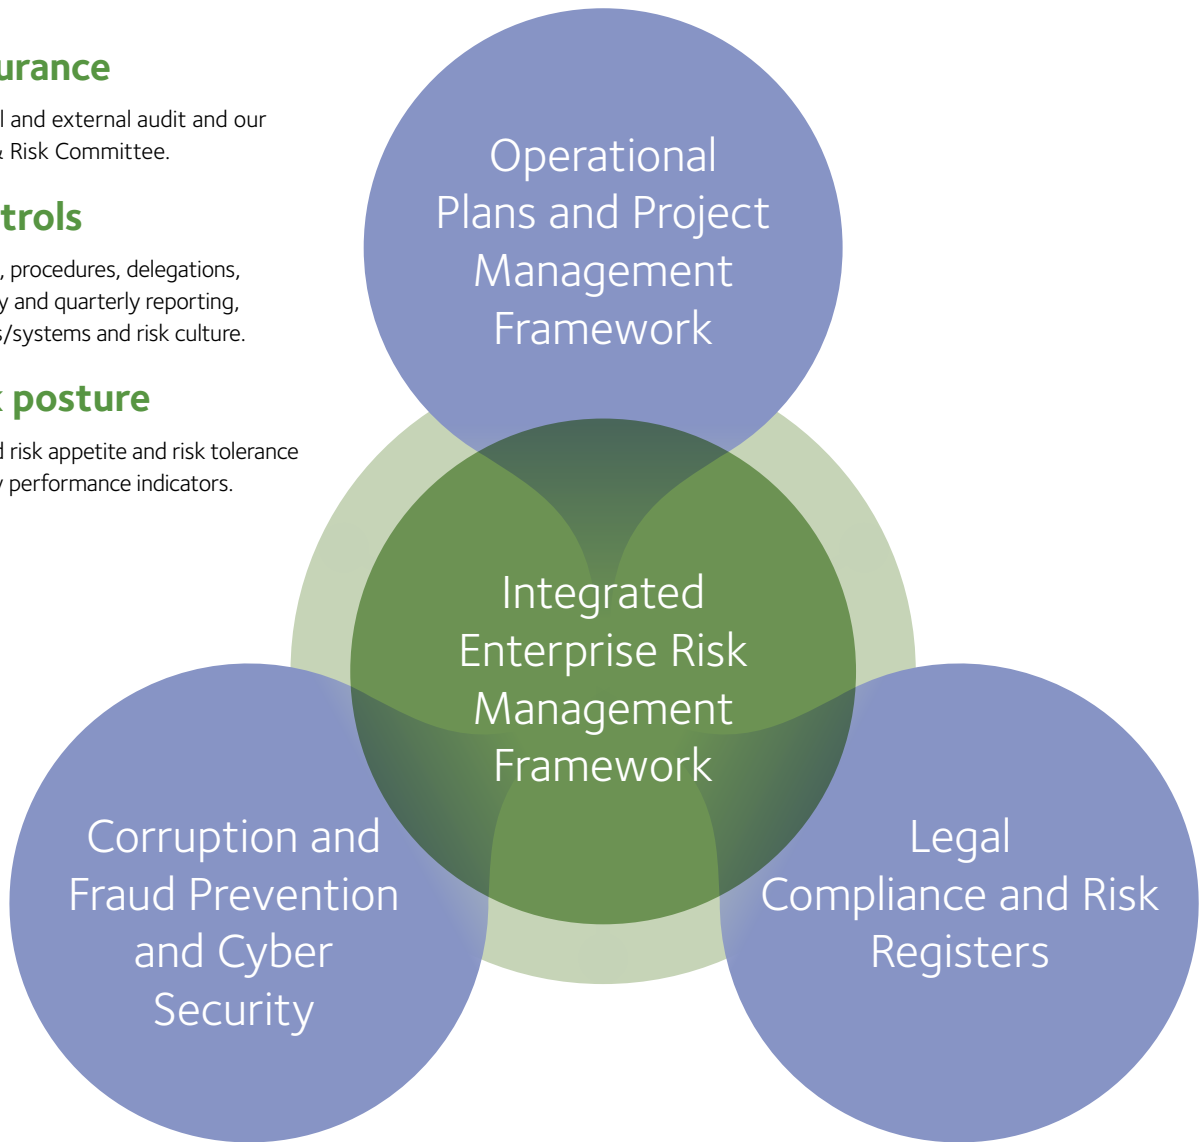 urance
l and external audit and our
& Risk Committee.
trols
, procedures, delegations,
y and quarterly reporting,
s/systems and risk culture.
k posture
d risk appetite and risk tolerance
y performance indicators.
Operational
Plans and Project
Management
Framework
Integrated
Enterprise Risk
Management
Framework
Corruption and
Fraud Prevention
and Cyber
Security
Legal
Compliance and Risk
Registers